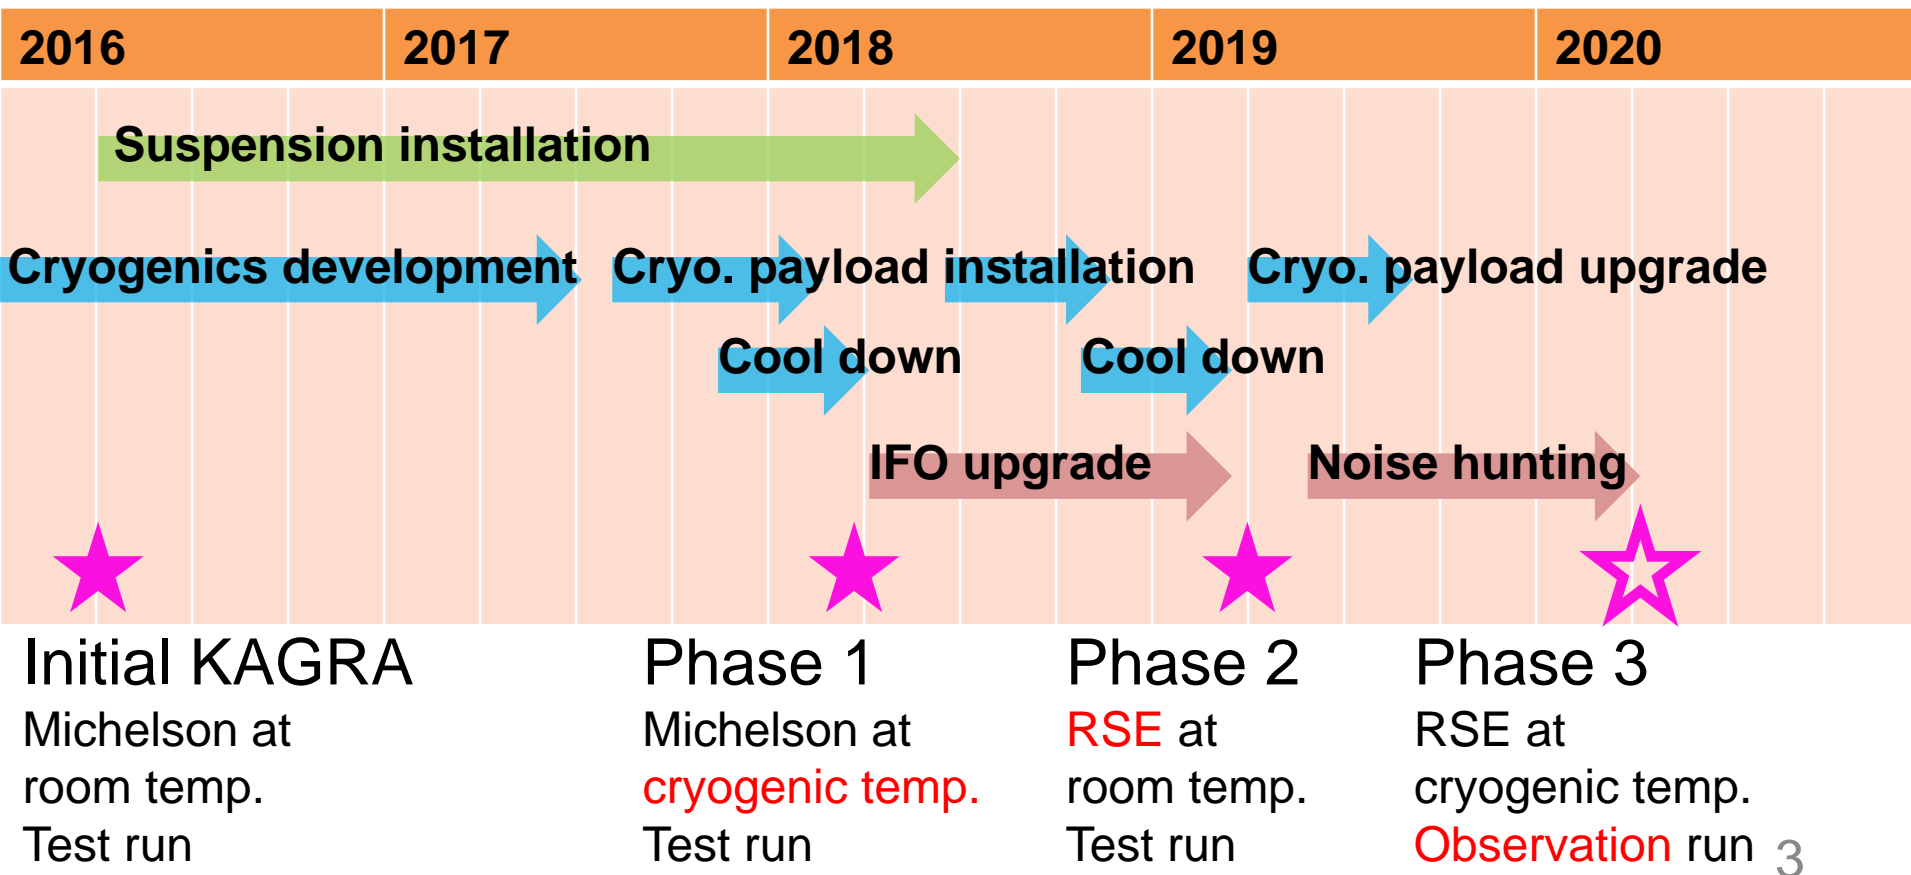 2016 2017 2018 2019 2020
Suspension installation
Cryogenics development Cryo. payload installation Cryo. payload upgrade
Cool down Cool down
IFO upgrade Noise hunting
Initial KAGRA
Michelson at
room temp.
Test run
Phase 1
Michelson at
cryogenic temp.
Test run
Phase 2
RSE at
room temp.
Test run
Phase 3
RSE at
cryogenic temp.
Observation run
3